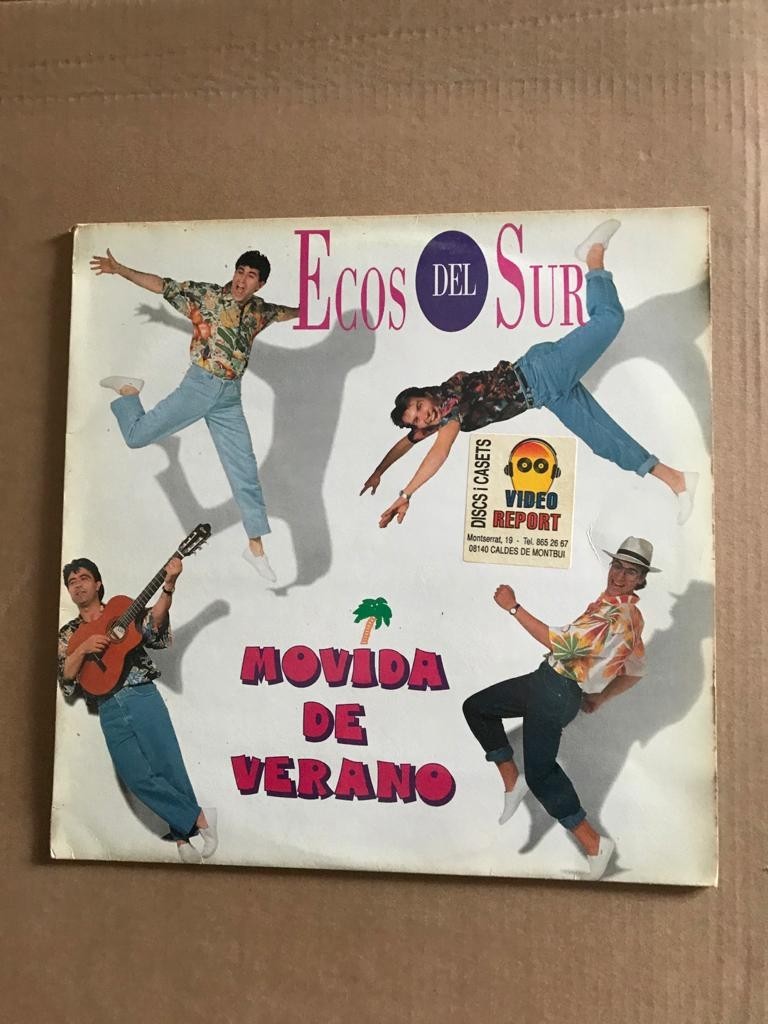 ECOS DEL SUR
DISCS i CASETS
VIDEO
REPORT
Montserrat, 19 - Tel. 865 26 67
08140 CALDES DE MONTBUI
MOVIDA
DE
VERANO